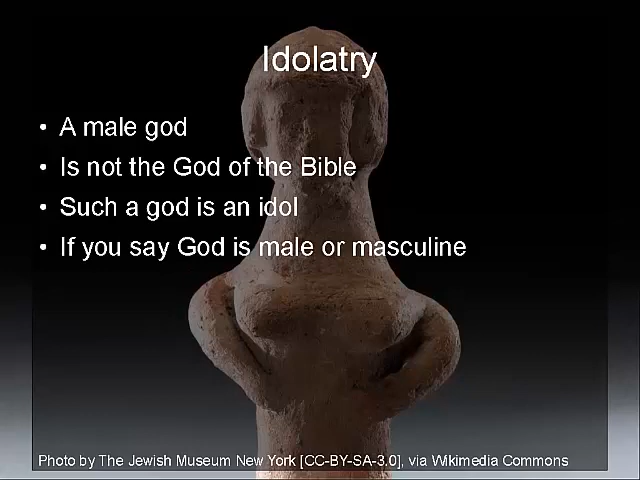 Idolatry
• A male god
• Is not the God of the Bible
• Such a god is an idol
• If you say God is male or masculine
Photo by The Jewish Museum New York [CC-BY-SA-3.0], via Wikimedia Commons